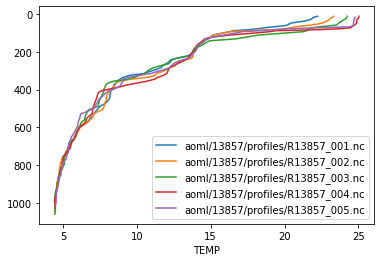 0
200
400
600
800
1000
5
10
15
20
25
TEMP
aoml/13857/profiles/R13857_001.nc
aoml/13857/profiles/R13857_002.nc
aoml/13857/profiles/R13857_003.nc
aoml/13857/profiles/R13857_004.nc
aoml/13857/profiles/R13857_005.nc